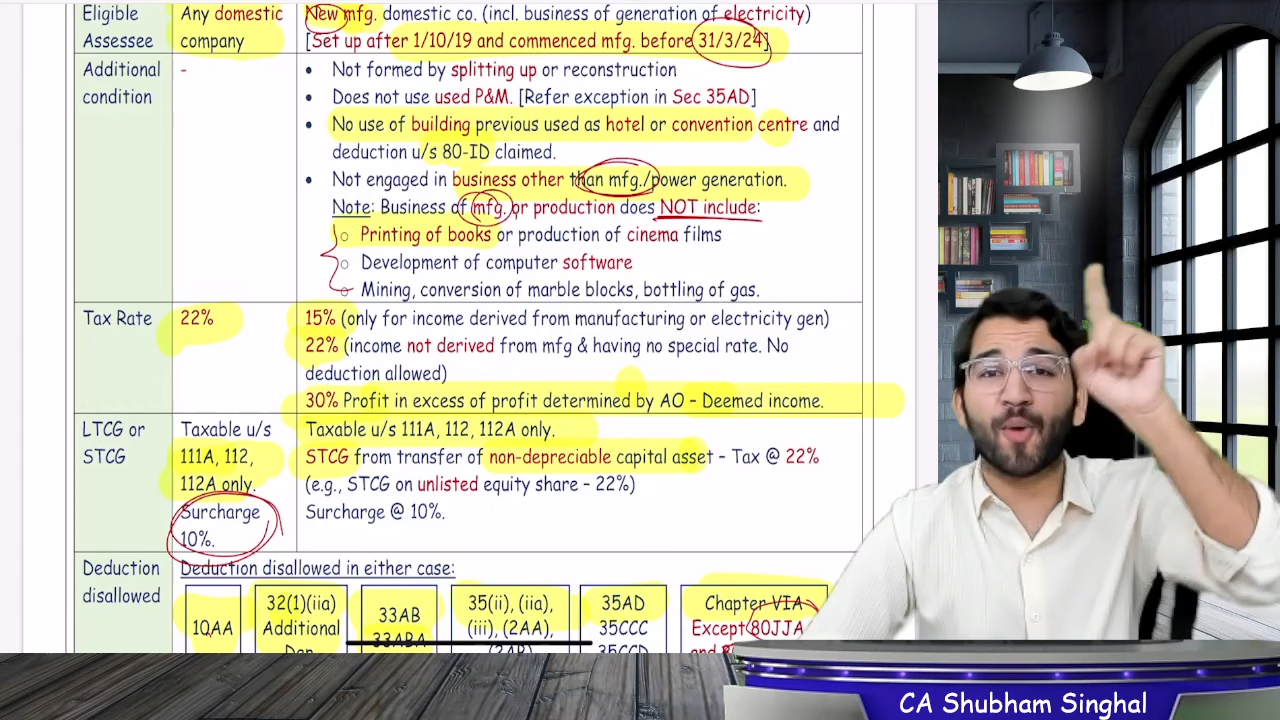 Eligible Assessee
Any domestic company
New mfg. domestic co. (incl. business of generation of electricity)
[Set up after 1/10/19 and commenced mfg. before 31/3/24]
Additional condition
-
• Not formed by splitting up or reconstruction
• Does not use used P&M. [Refer exception in Sec 35AD]
• No use of building previous used as hotel or convention centre and
deduction u/s 80-ID claimed.
• Not engaged in business other than mfg./power generation.
Note: Business of mfg. or production does NOT include:
○ Printing of books or production of cinema films
○ Development of computer software
○ Mining, conversion of marble blocks, bottling of gas.
Tax Rate
22%
15% (only for income derived from manufacturing or electricity gen)
22% (income not derived from mfg & having no special rate. No
deduction allowed)
30% Profit in excess of profit determined by AO – Deemed income.
LTCG or
STCG
Taxable u/s
111A, 112,
112A only.
Surcharge
10%.
Taxable u/s 111A, 112, 112A only.
STCG from transfer of non-depreciable capital asset – Tax @ 22%
(e.g., STCG on unlisted equity share – 22%)
Surcharge @ 10%.
Deduction
disallowed
Deduction disallowed in either case:
10AA
32(1)(iia)
Additional
33AB
33ABA
35(ii), (iia),
(iii), (2AA),
35AD
35CCC
35CCD
Chapter VIA
Except 80JJA
and
CA Shubham Singhal